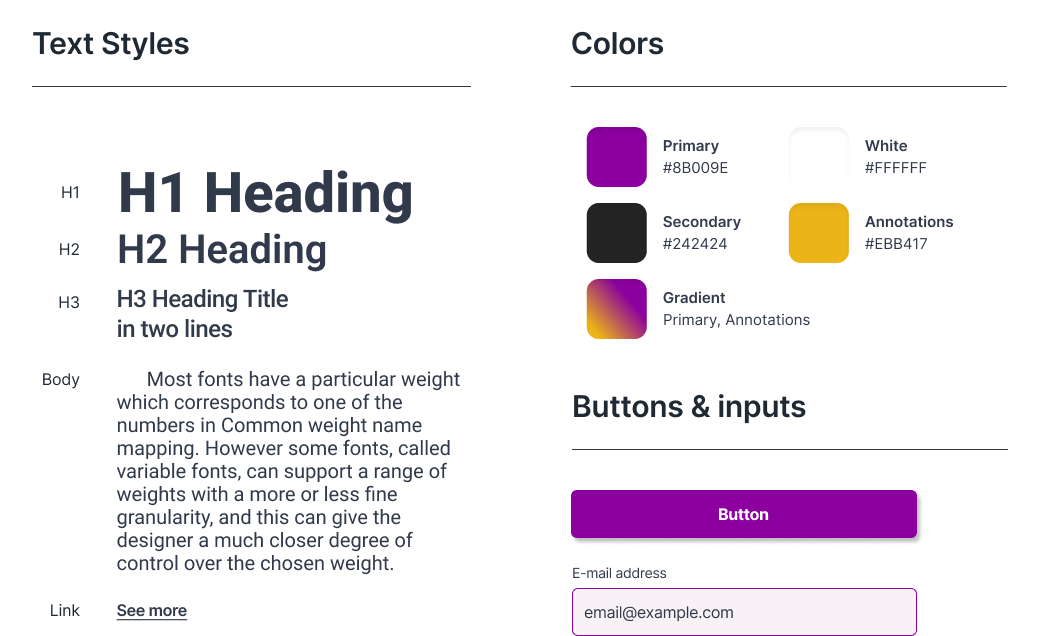 Text Styles
H1
H1 Heading
H2
H2 Heading
H3
H3 Heading Title
in two lines
Body
Most fonts have a particular weight
which corresponds to one of the
numbers in Common weight name
mapping. However some fonts, called
variable fonts, can support a range of
weights with a more or less fine
granularity, and this can give the
designer a much closer degree of
control over the chosen weight.
Link
See more
Colors
Primary
#8B009E
White
#FFFFFF
Secondary
#242424
Annotations
#EBB417
Gradient
Primary, Annotations
Buttons & inputs
Button
E-mail address
email@example.com